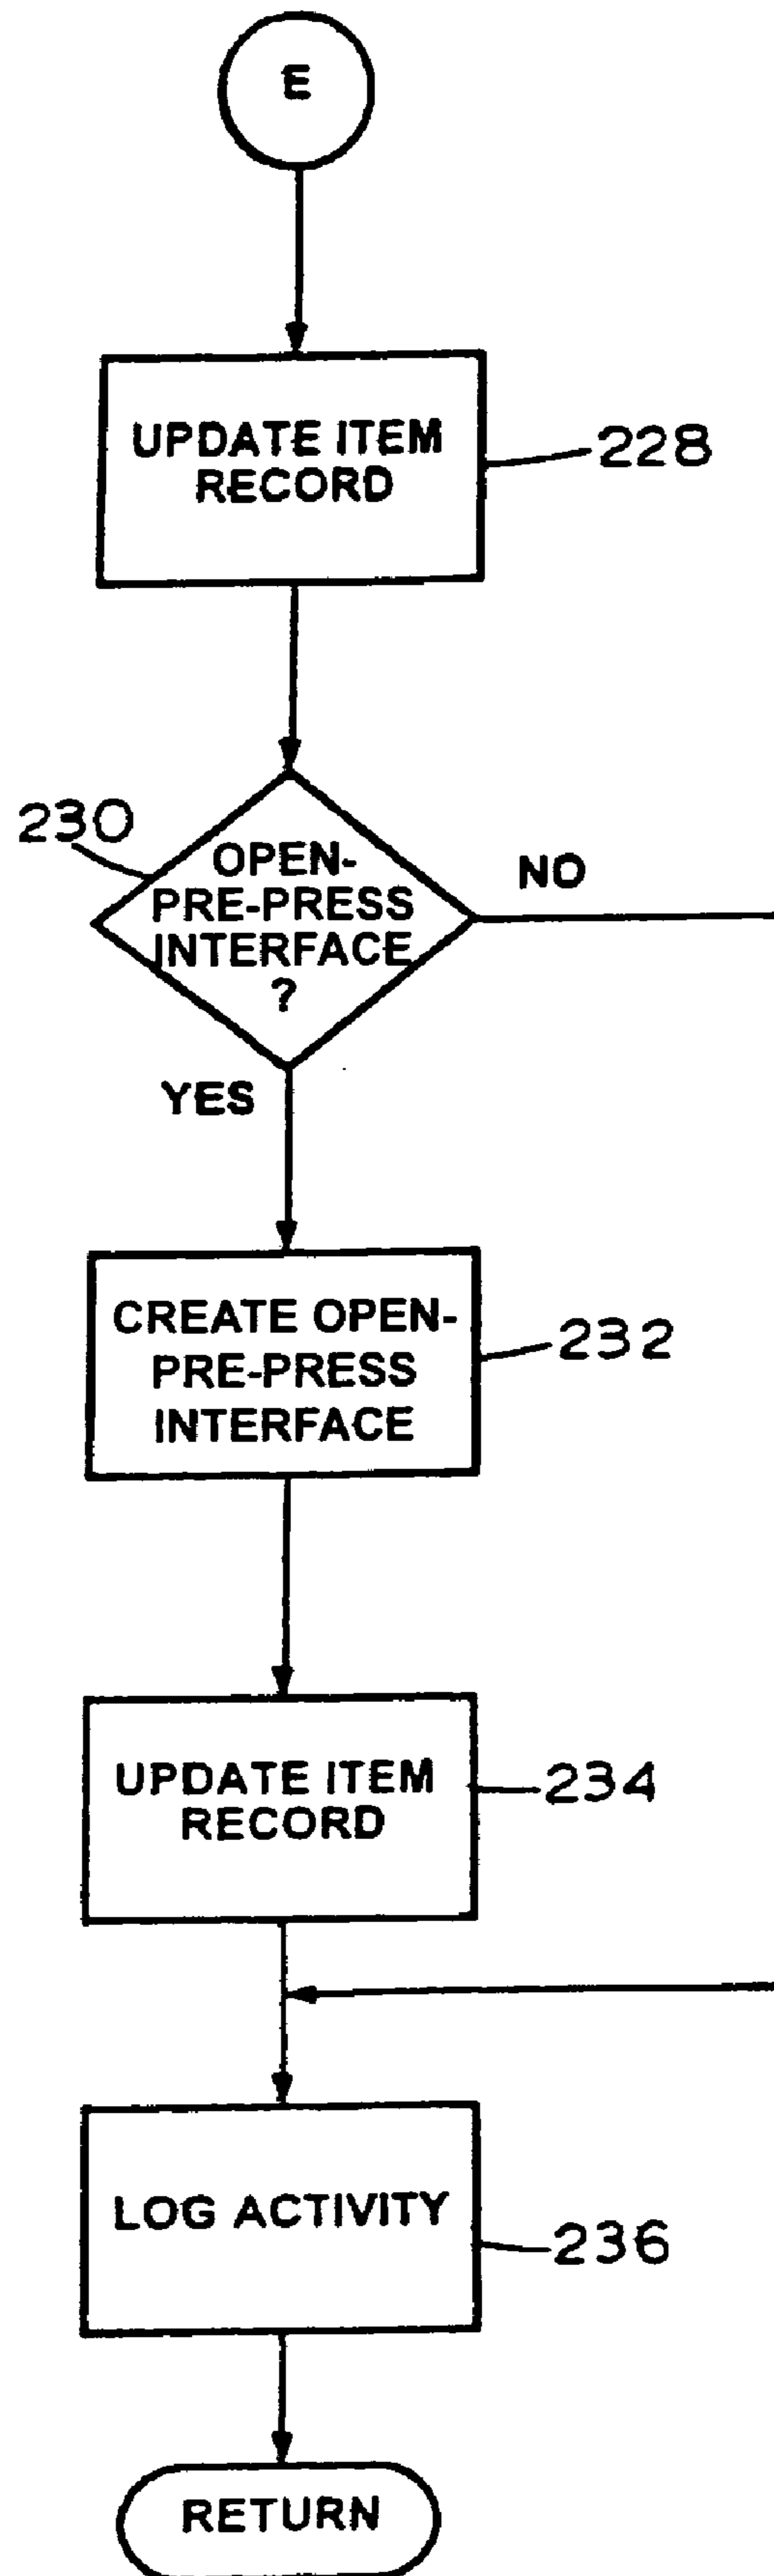 E
UPDATE ITEM
RECORD
228
230
OPEN-
PRE-PRESS
INTERFACE
?
NO
YES
CREATE OPEN-
PRE-PRESS
INTERFACE
232
UPDATE ITEM
RECORD
234
LOG ACTIVITY
236
RETURN